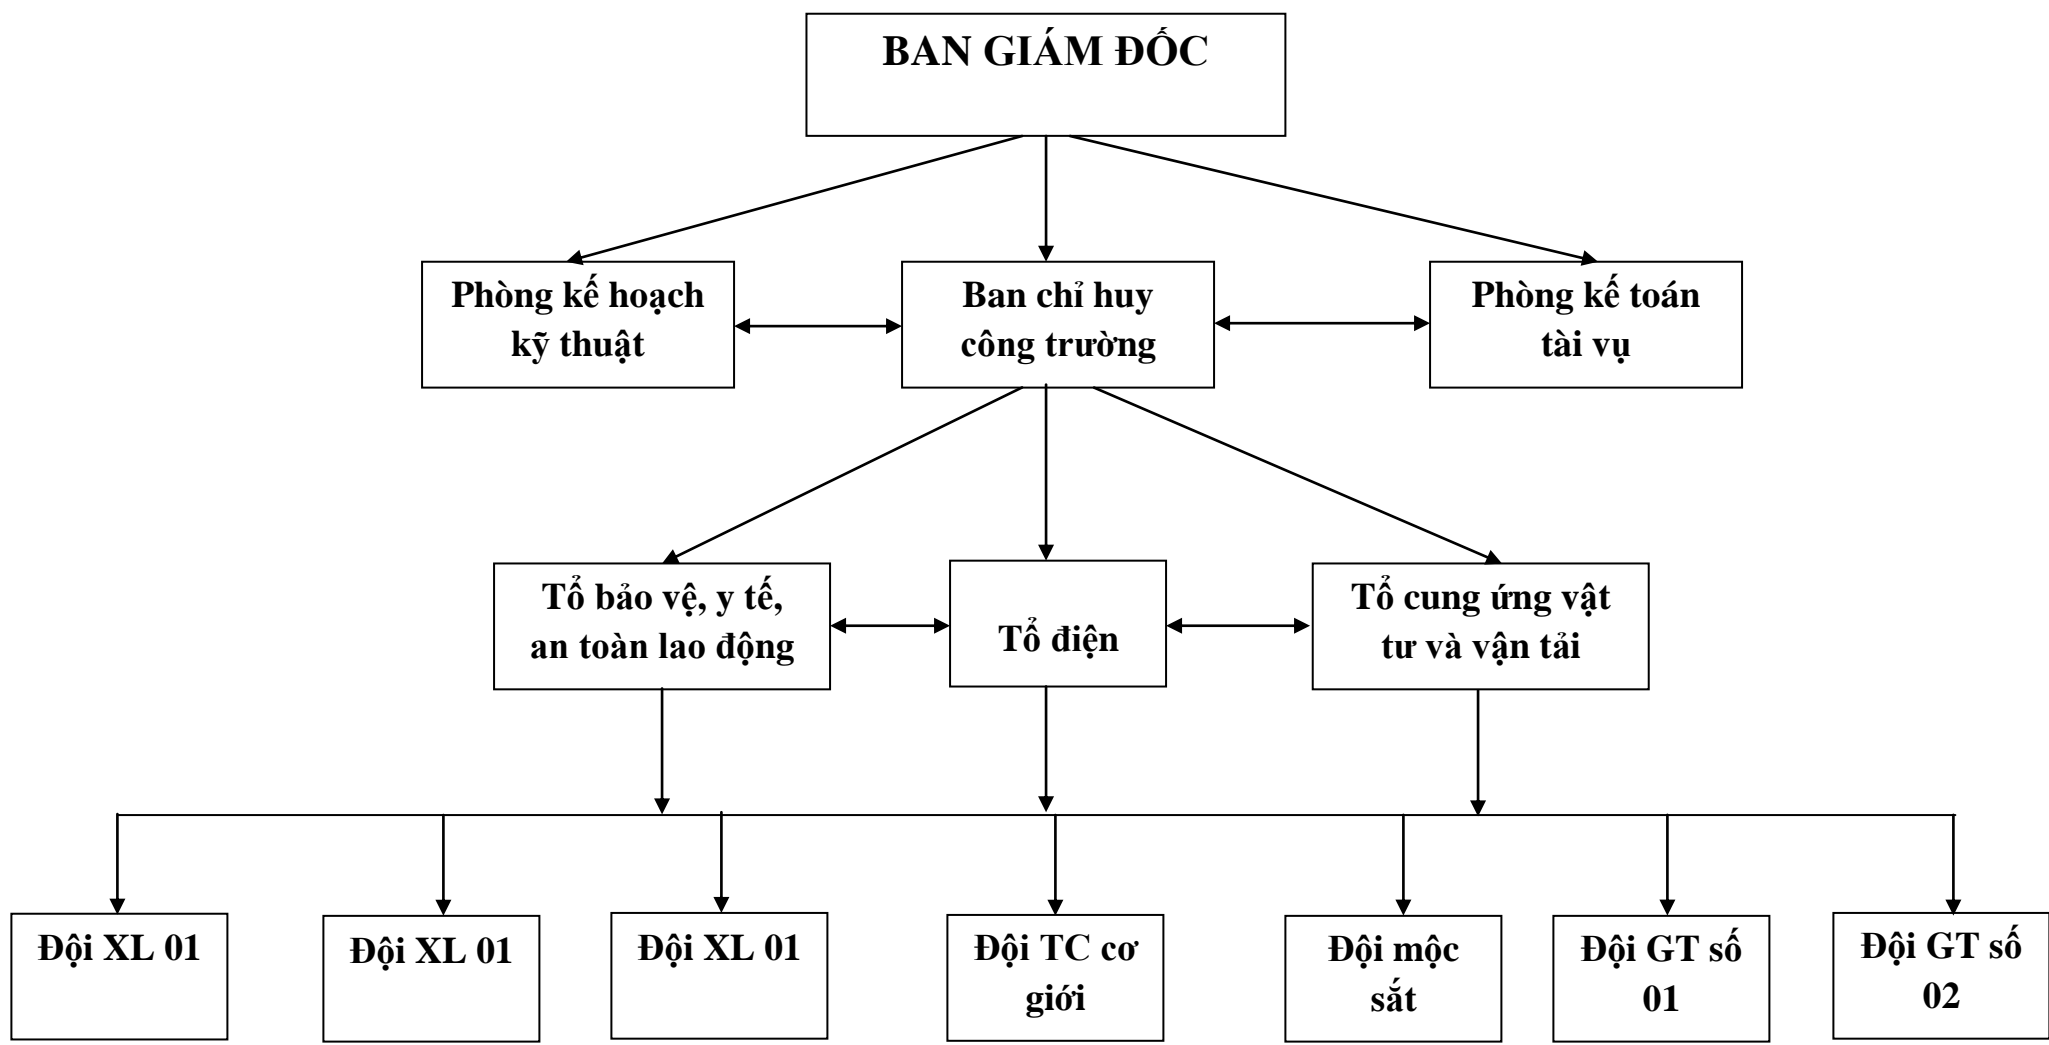 BAN GIÁM ĐỐC
Phòng kế hoạch
kỹ thuật
Ban chỉ huy
công trường
Phòng kế toán
tài vụ
Tổ bảo vệ, y tế,
an toàn lao động
Tổ điện
Tổ cung ứng vật
tư và vận tải
Đội XL 01
Đội XL 01
Đội XL 01
Đội TC cơ
giới
Đội mộc
sắt
Đội GT số
01
Đội GT số
02